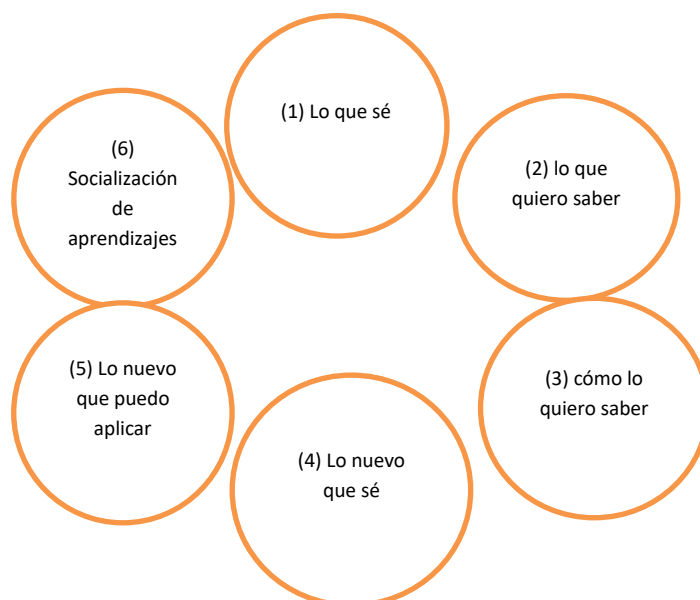 (1) Lo que sé
(2) lo que
quiero saber
(3) cómo lo
quiero saber
(4) Lo nuevo
que sé
(5) Lo nuevo
que puedo
aplicar
(6)
Socialización
de
aprendizajes